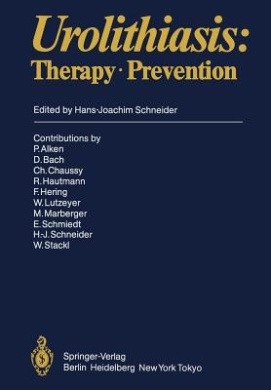 Urolithiasis:
Therapy · Prevention
Edited by Hans-Joachim Schneider
Contributions by
P. Alken
D. Bach
Ch. Chaussy
R. Hautmann
F. Hering
W. Lutzeyer
M. Marberger
E. Schmiedt
H.-J. Schneider
W. Stackl
Springer-Verlag
Berlin Heidelberg New York Tokyo